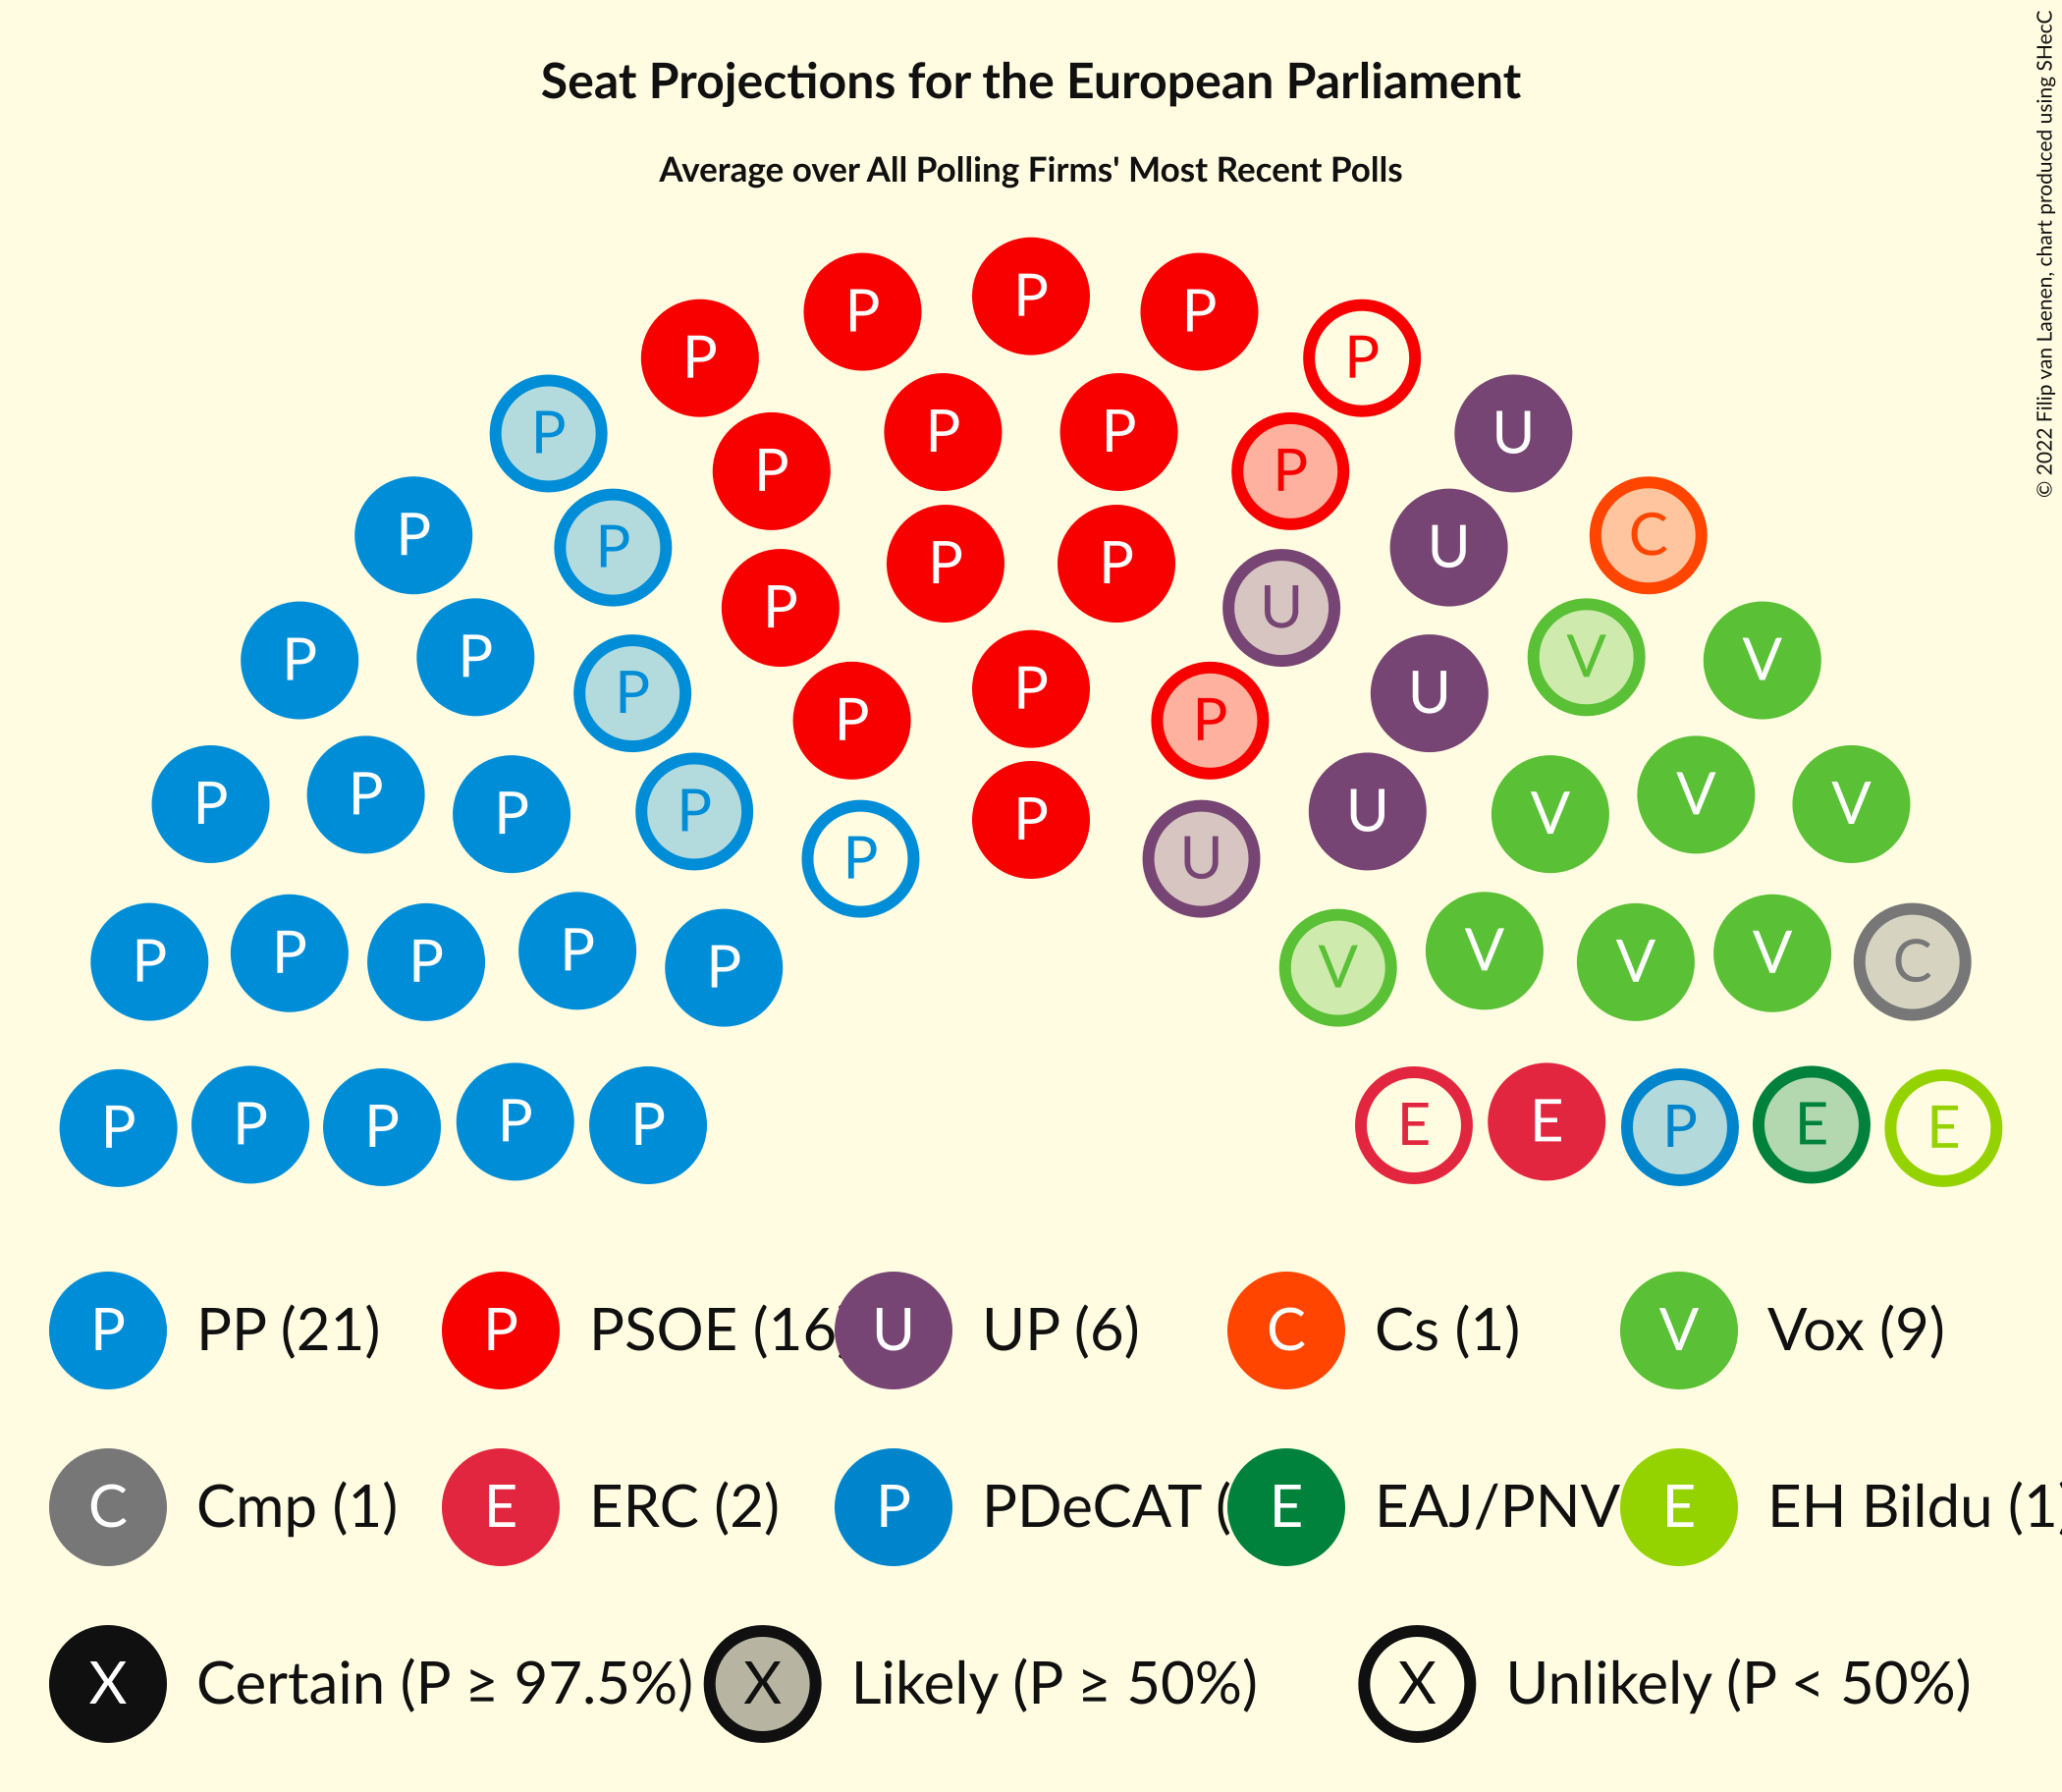 Seat Projections for the European Parliament
Average over All Polling Firms' Most Recent Polls
© 2022 Filip van Laenen, chart produced using SHecC
P P P
P P
P P P U
P P
P P P P U C
P U
P P P P U V V
P P
P P P P P U V V V
P U
P P P P P V V V V C
P P P P P E E P E E
P PP (21) P PSOE (16 U UP (6) C Cs (1) V Vox (9)
C Cmp (1) E ERC (2) P PDeCAT ( E EAJ/PNV E EH Bildu (1)
X Certain (P ≥ 97.5%) X Likely (P ≥ 50%) X Unlikely (P < 50%)